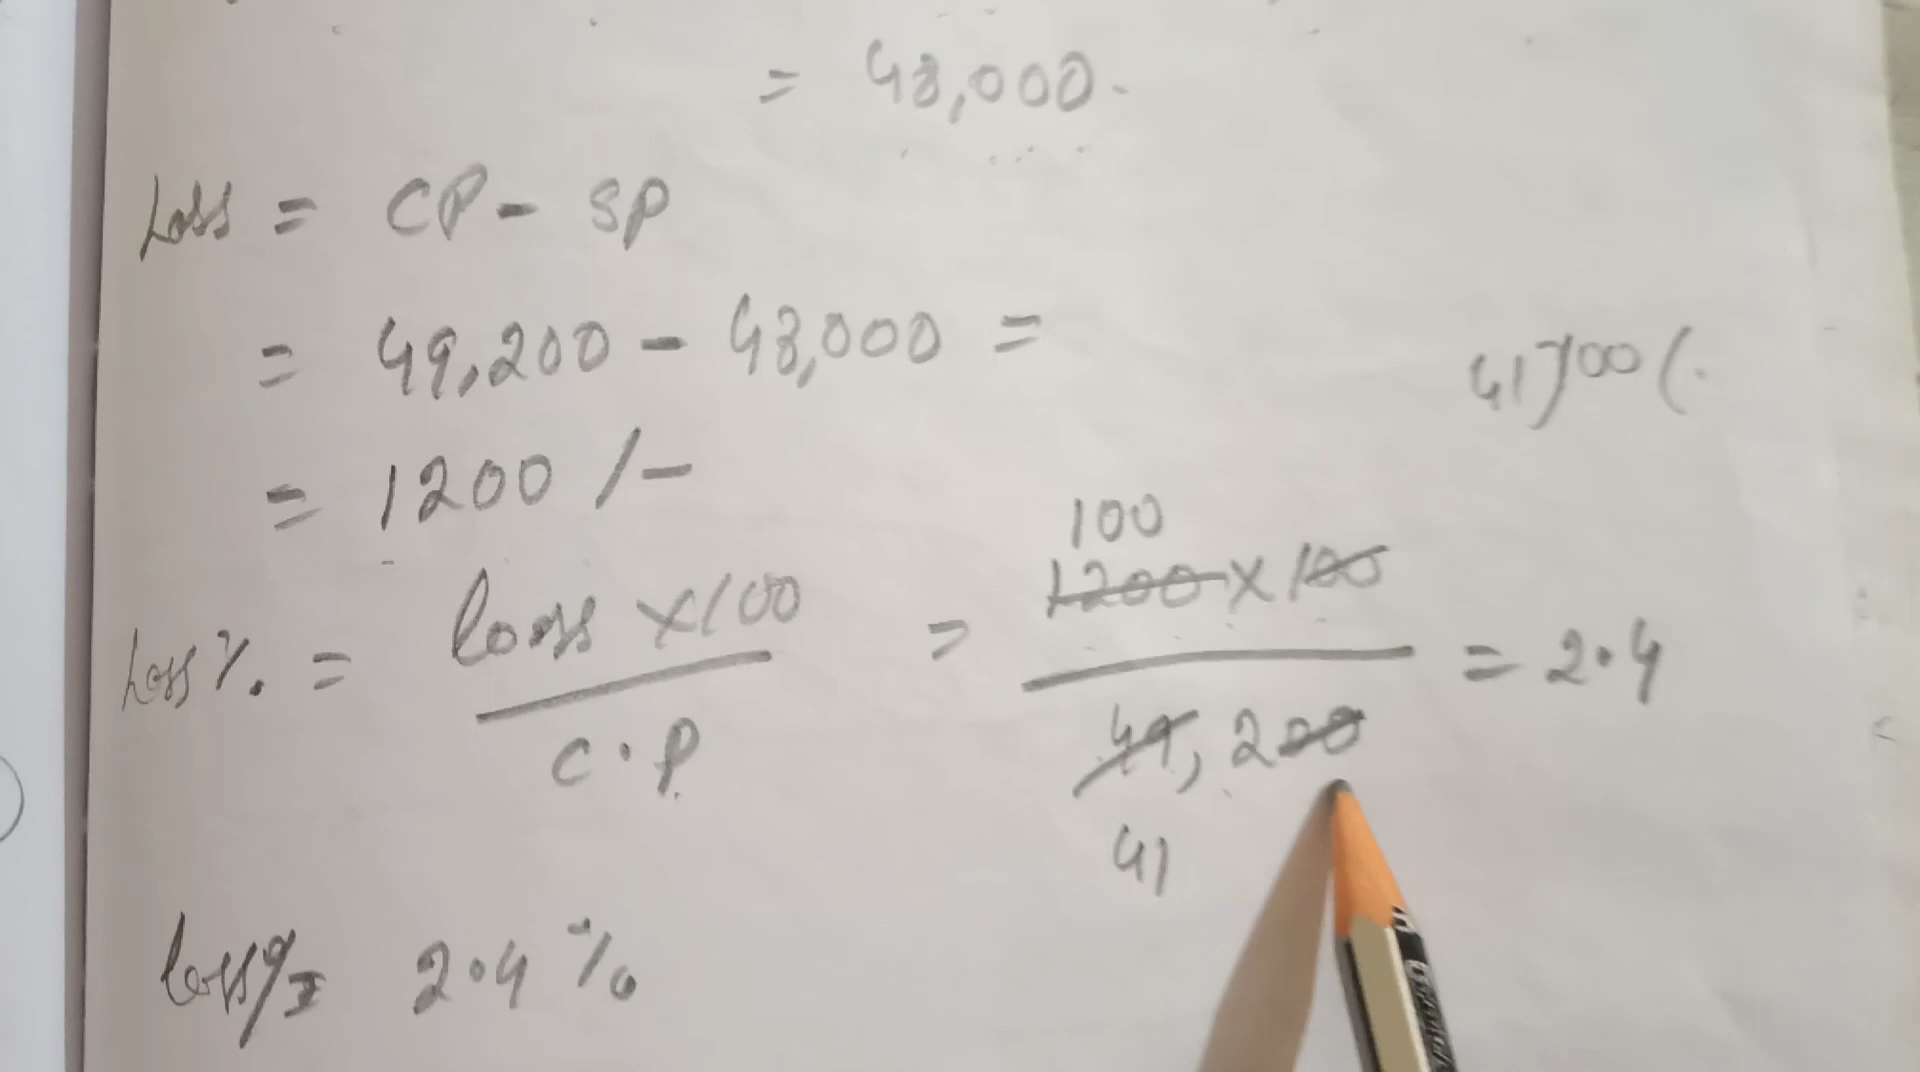 = 48,000.
Loss = CP - SP
= 49,200 - 48,000 =
41)100(.
= 1200 /-
100
Loss %. = loss x100 / C.P = 1200 x 100 / 49,200 = 2.4
41
loss% = 2.4 %